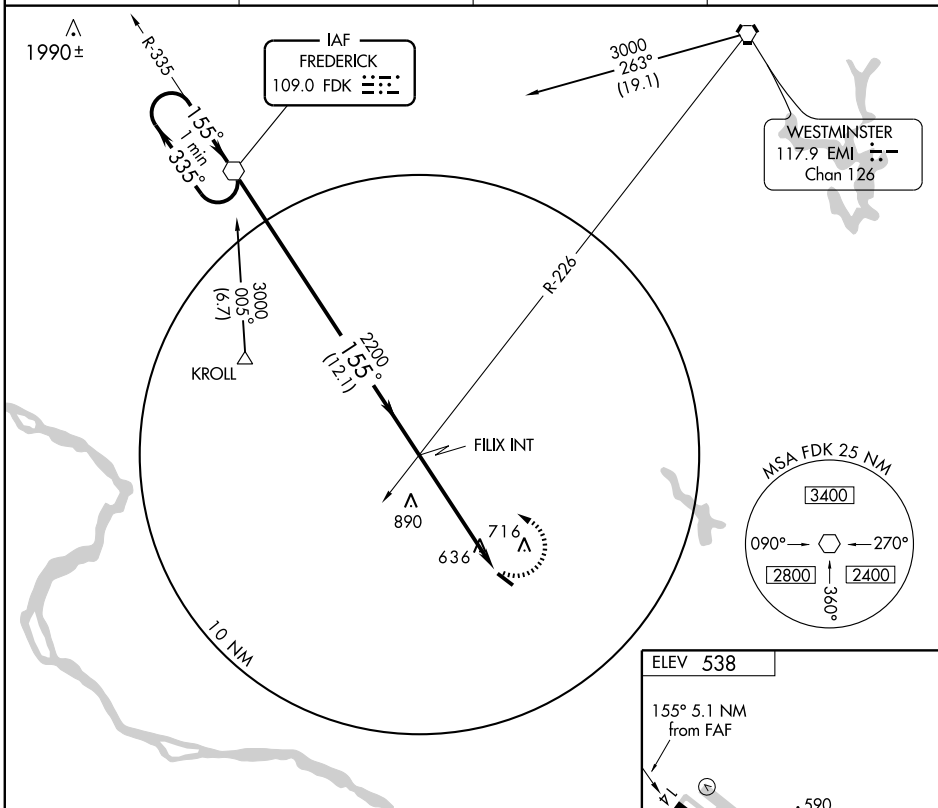 1990±
R-335
IAF
FREDERICK
109.0 FDK
155°
1 min
335°
3000
263°
(19.1)
WESTMINSTER
117.9 EMI
Chan 126
R-226
3000
005°
(6.7)
KROLL
2200
155°
(12.1)
FILIX INT
890
636
716
10 NM
MSA FDK 25 NM
3400
090°
270°
2800
2400
360°
ELEV 538
155° 5.1 NM
from FAF
14
590